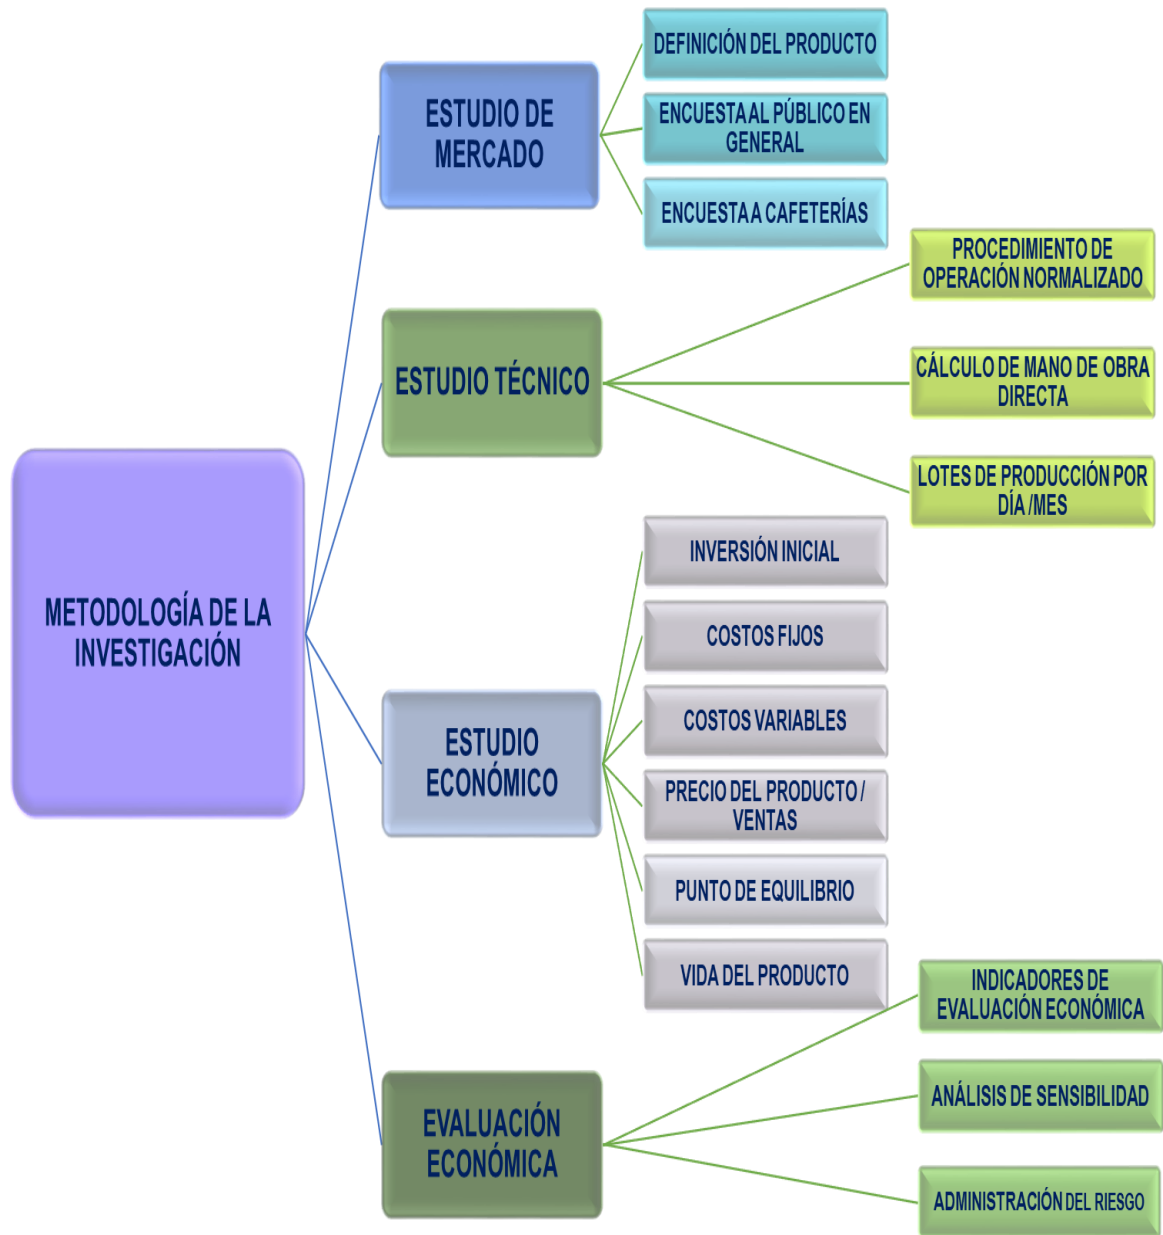 METODOLOGÍA DE LA
INVESTIGACIÓN
ESTUDIO DE
MERCADO
DEFINICIÓN DEL PRODUCTO
ENCUESTA AL PÚBLICO EN
GENERAL
ENCUESTA A CAFETERÍAS
ESTUDIO TÉCNICO
PROCEDIMIENTO DE
OPERACIÓN NORMALIZADO
CÁLCULO DE MANO DE OBRA
DIRECTA
LOTES DE PRODUCCIÓN POR
DÍA /MES
ESTUDIO
ECONÓMICO
INVERSIÓN INICIAL
COSTOS FIJOS
COSTOS VARIABLES
PRECIO DEL PRODUCTO /
VENTAS
PUNTO DE EQUILIBRIO
VIDA DEL PRODUCTO
EVALUACIÓN
ECONÓMICA
INDICADORES DE
EVALUACIÓN ECONÓMICA
ANÁLISIS DE SENSIBILIDAD
ADMINISTRACIÓN DEL RIESGO